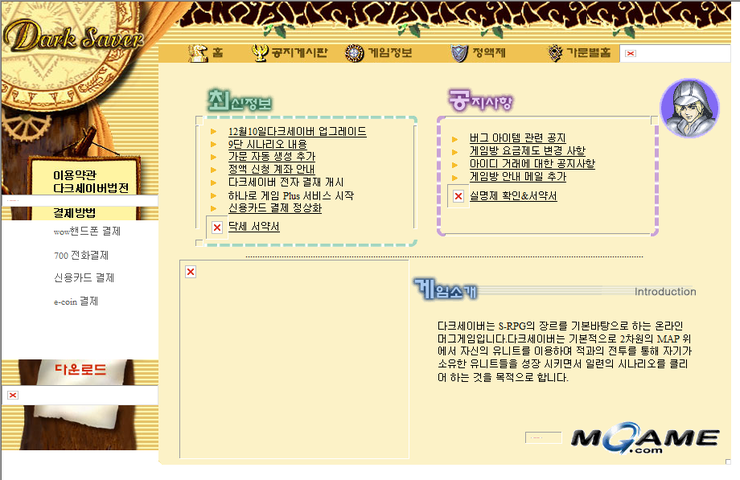 Dark Saver
홈 공지게시판 게임정보 정액제 가문별홈
최신정보
12월10일다크세이버 업그레이드
9단 시나리오 내용
가문 자동 생성 추가
정액 신청 계좌 안내
다크세이버 전자 결재 개시
하나로 게임 Plus 서비스 시작
신용카드 결제 정상화
닥세 서약서
공지사항
버그 아이템 관련 공지
게임방 요금제도 변경 사항
아이디 거래에 대한 공지사항
게임방 안내 메일 추가
실명제 확인&서약서
이용약관
다크세이버법전
결제방법
wow핸드폰 결제
700 전화결제
신용카드 결제
e-coin 결제
다운로드
게임소개
Introduction
다크세이버는 S-RPG의 장르를 기본바탕으로 하는 온라인
머그게임입니다.다크세이버는 기본적으로 2차원의 MAP 위
에서 자신의 유니트를 이용하여 적과의 전투를 통해 자기가
소유한 유니트들을 성장 시키면서 일련의 시나리오를 클리
어 하는 것을 목적으로 합니다.
MGAME
.com